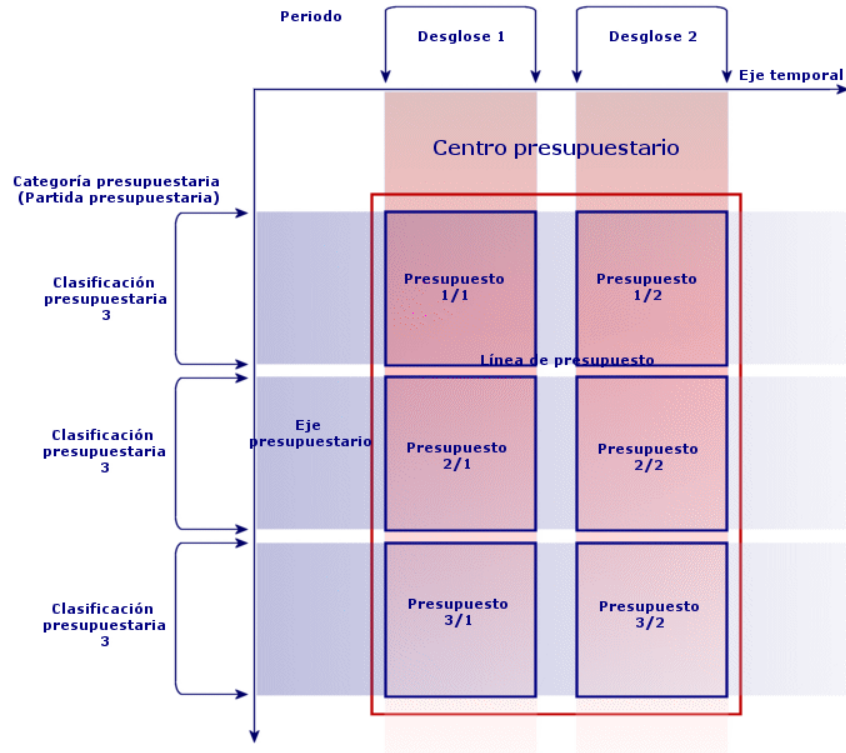 Periodo
Desglose 1
Desglose 2
Eje temporal
Centro presupuestario
Categoría presupuestaria
(Partida presupuestaria)
Clasificación
presupuestaria
3
Presupuesto
1/1
Presupuesto
1/2
Línea de presupuesto
Clasificación
presupuestaria
3
Eje
presupuestario
Presupuesto
2/1
Presupuesto
2/2
Clasificación
presupuestaria
3
Presupuesto
3/1
Presupuesto
3/2